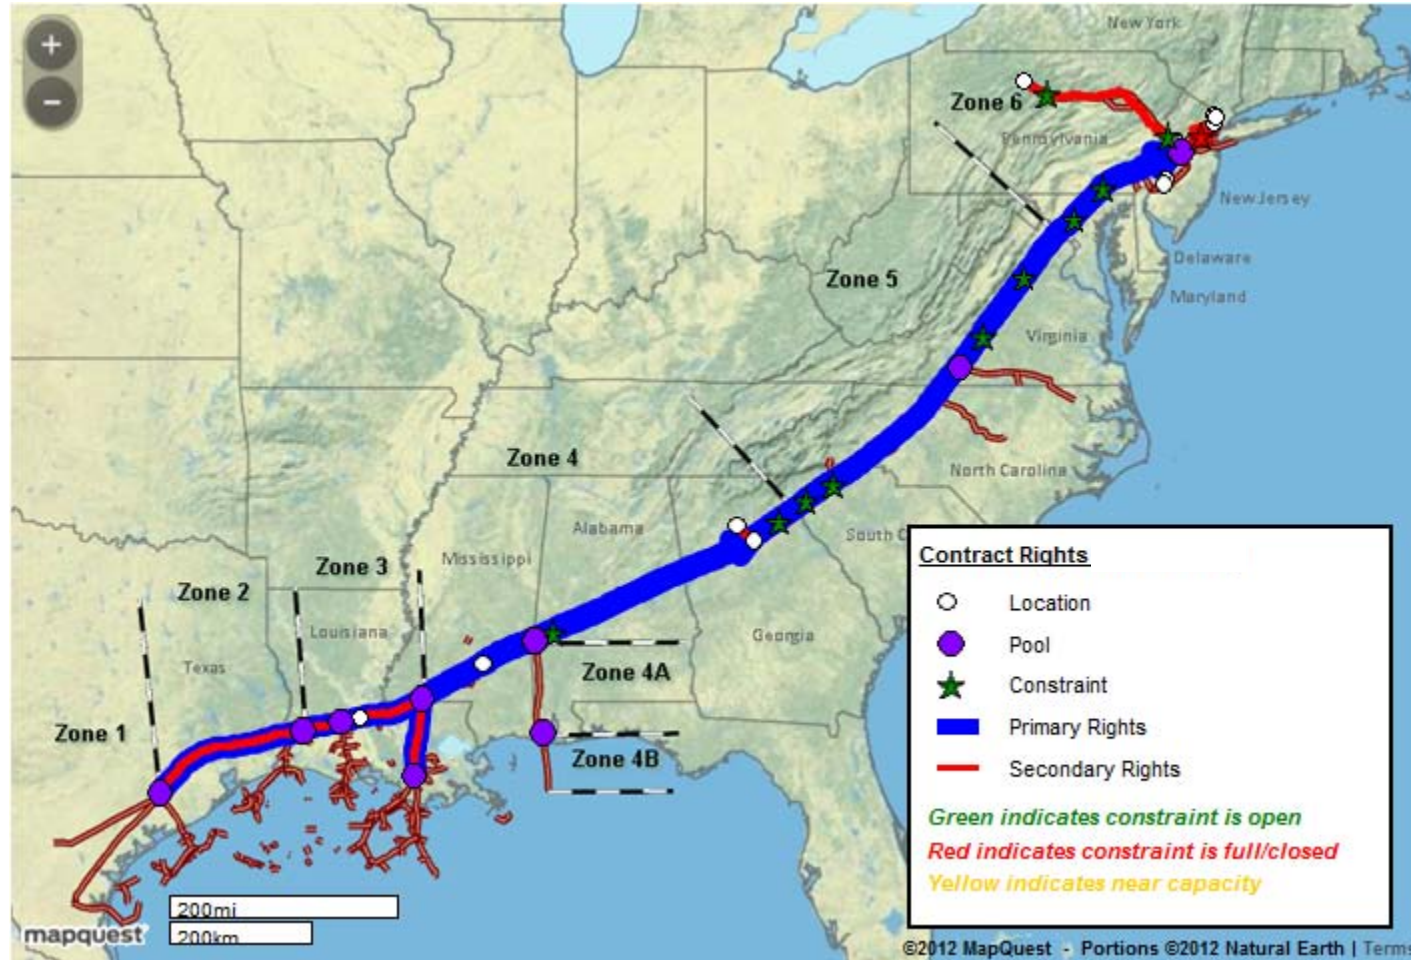 +
−
New York
Zone 6
Pennsylvania
New Jersey
Zone 5
Delaware
Maryland
Virginia
Zone 4
North Carolina
Alabama
South C
Zone 3
Mississippi
Zone 2
Louisiana
Georgia
Texas
Zone 4A
Zone 1
Zone 4B
Contract Rights
Location
Pool
Constraint
Primary Rights
Secondary Rights
Green indicates constraint is open
Red indicates constraint is full/closed
Yellow indicates near capacity
200mi
200km
mapquest
©2012 MapQuest - Portions ©2012 Natural Earth | Terms